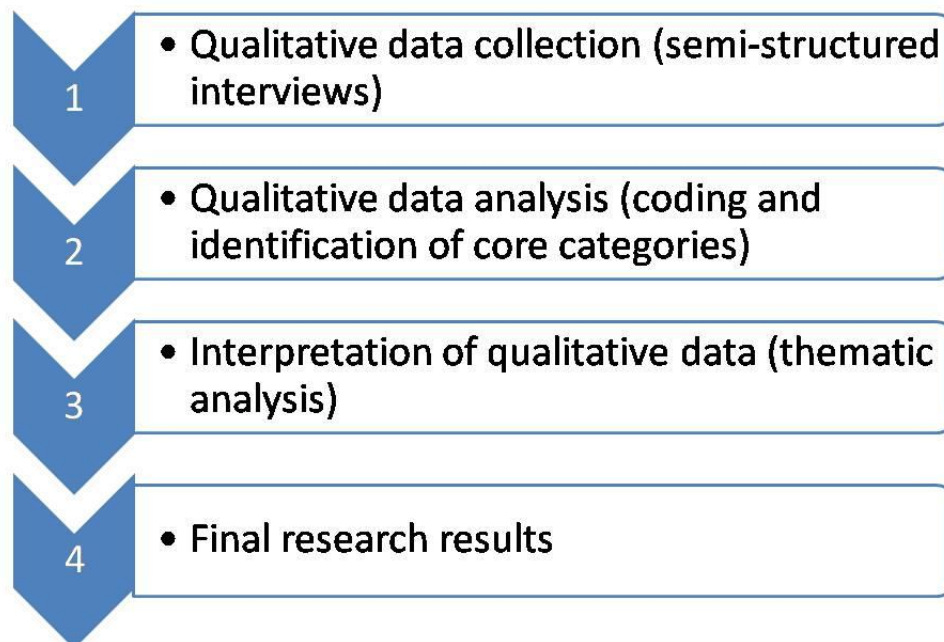 1
• Qualitative data collection (semi-structured
interviews)
2
• Qualitative data analysis (coding and
identification of core categories)
3
• Interpretation of qualitative data (thematic
analysis)
4
• Final research results